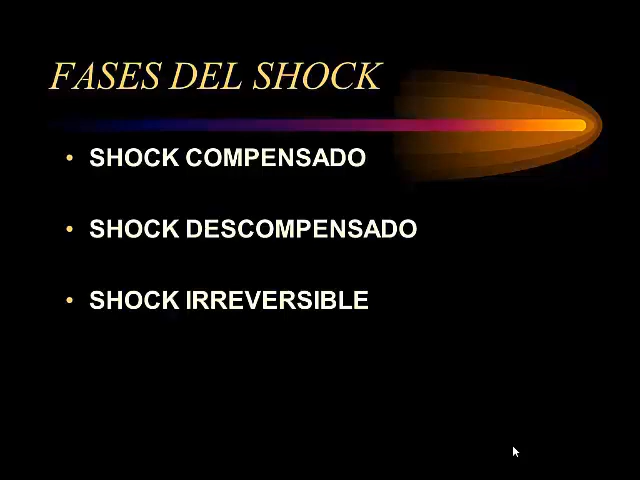 FASES DEL SHOCK
• SHOCK COMPENSADO
• SHOCK DESCOMPENSADO
• SHOCK IRREVERSIBLE